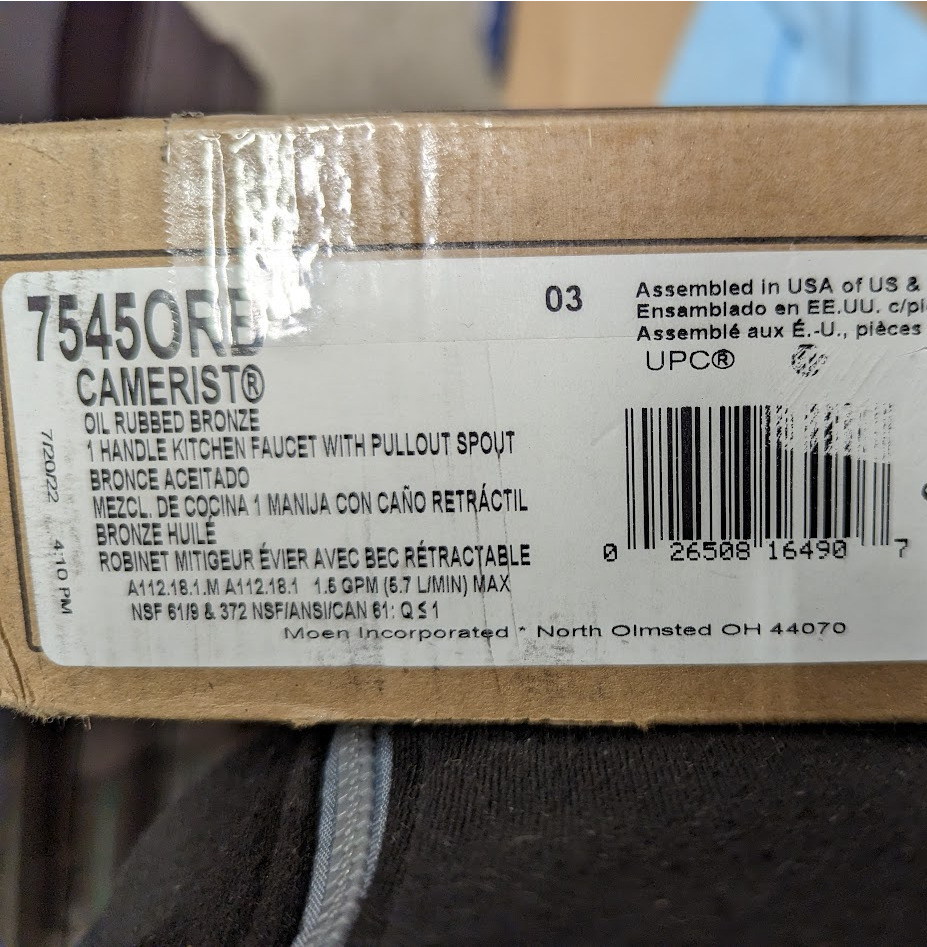 7545ORB
03
Assembled in USA of US &
Ensamblado en EE.UU. c/pi
Assemblé aux É.-U., pièces
UPC®
CAMERIST®
OIL RUBBED BRONZE
1 HANDLE KITCHEN FAUCET WITH PULLOUT SPOUT
BRONCE ACEITADO
MEZCL. DE COCINA 1 MANIJA CON CAÑO RETRÁCTIL
BRONZE HUILÉ
ROBINET MITIGEUR ÉVIER AVEC BEC RÉTRACTABLE
A112.18.1.M A112.18.1 1.5 GPM (5.7 L/MIN) MAX
NSF 61/9 & 372 NSF/ANSI/CAN 61: Q ≤ 1
Moen Incorporated * North Olmsted OH 44070
0 26508 16490 7
7/20/22 4:10 PM